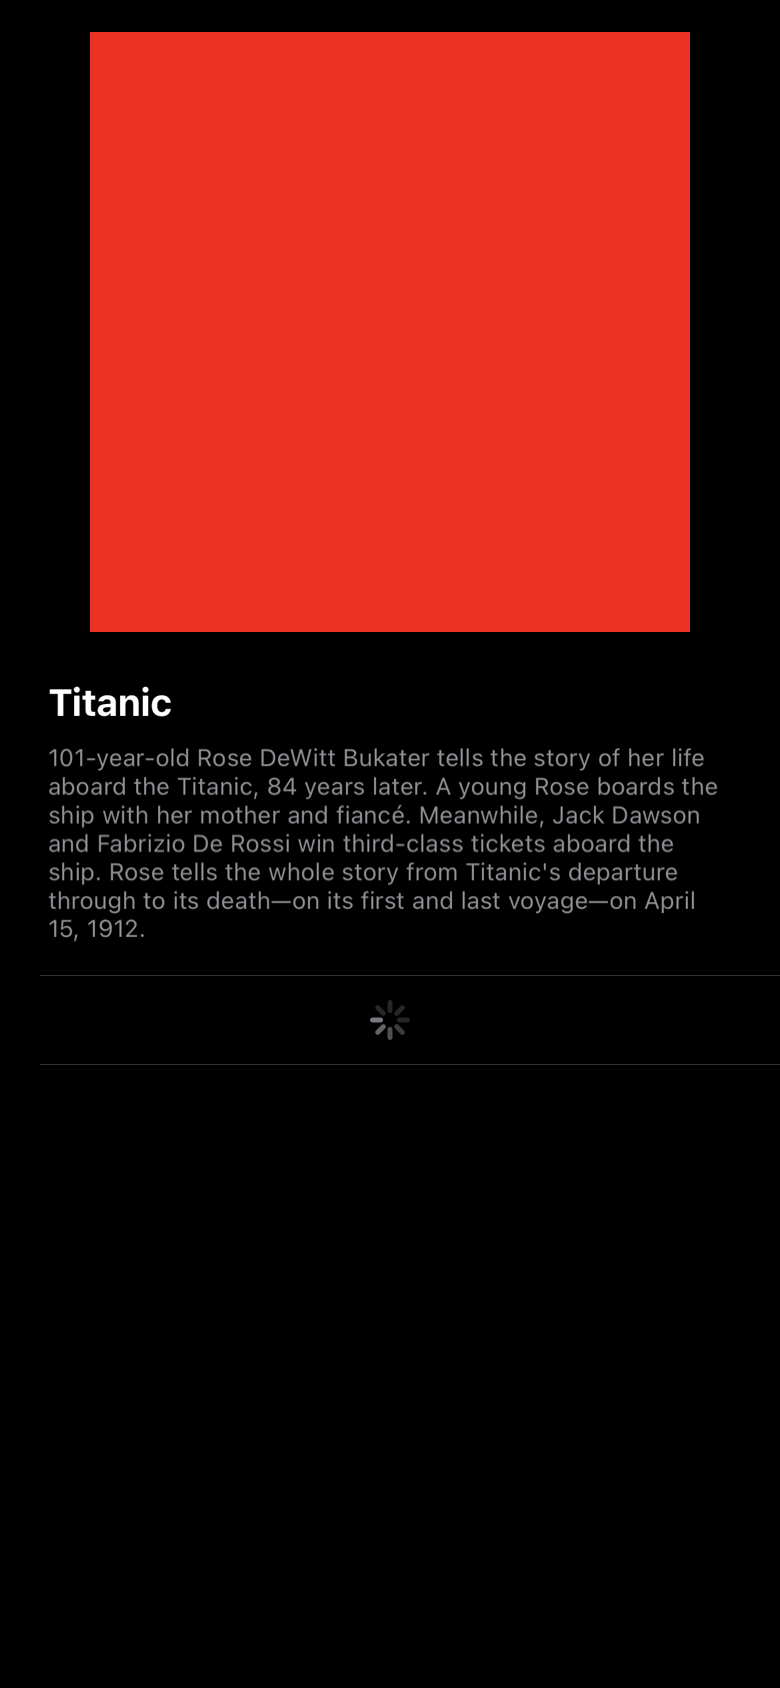 Titanic
101-year-old Rose DeWitt Bukater tells the story of her life
aboard the Titanic, 84 years later. A young Rose boards the
ship with her mother and fiancé. Meanwhile, Jack Dawson
and Fabrizio De Rossi win third-class tickets aboard the
ship. Rose tells the whole story from Titanic's departure
through to its death—on its first and last voyage—on April
15, 1912.